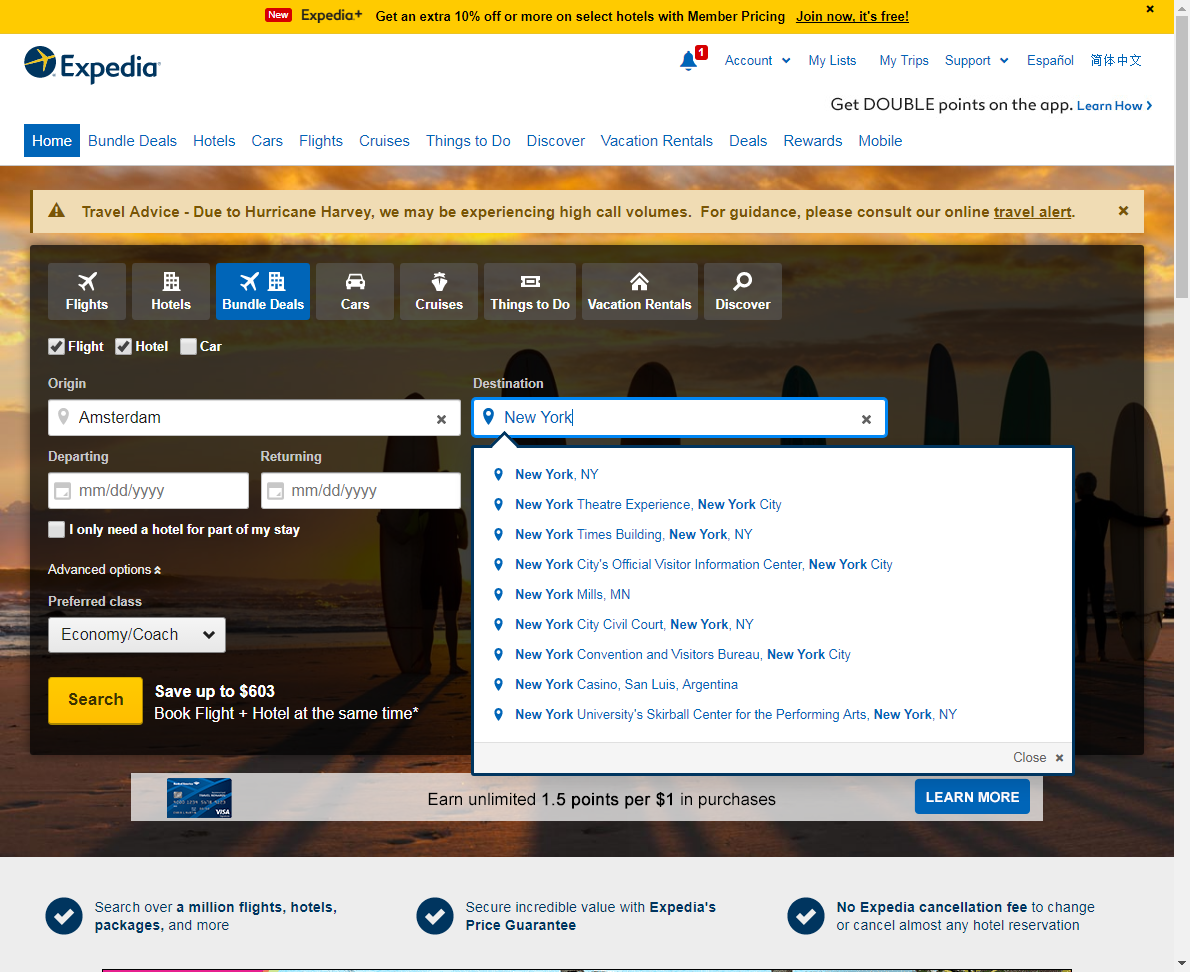 New Expedia+ Get an extra 10% off or more on select hotels with Member Pricing Join now, it's free!
Expedia
1 Account My Lists My Trips Support Español 简体中文
Get DOUBLE points on the app. Learn How
Home Bundle Deals Hotels Cars Flights Cruises Things to Do Discover Vacation Rentals Deals Rewards Mobile
Travel Advice - Due to Hurricane Harvey, we may be experiencing high call volumes. For guidance, please consult our online travel alert.
Flights Hotels Bundle Deals Cars Cruises Things to Do Vacation Rentals Discover
Flight Hotel Car
Origin
Amsterdam
Destination
New York
Departing
mm/dd/yyyy
Returning
mm/dd/yyyy
I only need a hotel for part of my stay
Advanced options
Preferred class
Economy/Coach
Search
Save up to $603
Book Flight + Hotel at the same time*
New York, NY
New York Theatre Experience, New York City
New York Times Building, New York, NY
New York City's Official Visitor Information Center, New York City
New York Mills, MN
New York City Civil Court, New York, NY
New York Convention and Visitors Bureau, New York City
New York Casino, San Luis, Argentina
New York University's Skirball Center for the Performing Arts, New York, NY
Close
VISA
Earn unlimited 1.5 points per $1 in purchases
LEARN MORE
Search over a million flights, hotels,
packages, and more
Secure incredible value with Expedia's
Price Guarantee
No Expedia cancellation fee to change
or cancel almost any hotel reservation